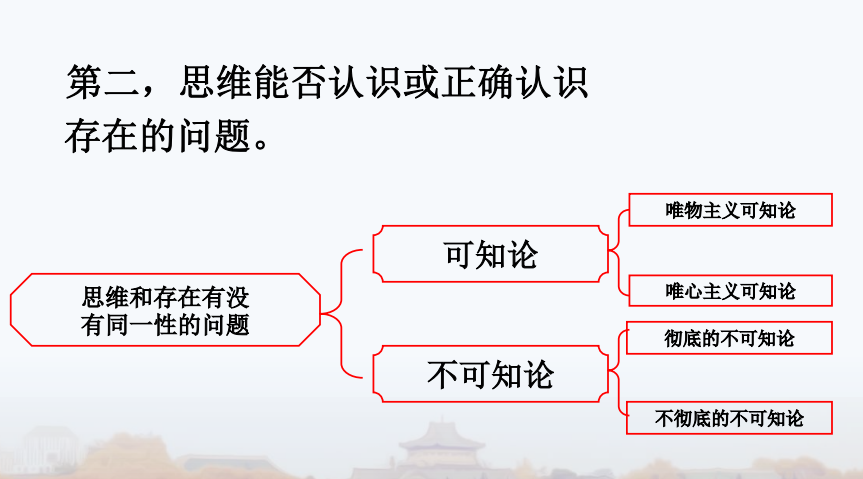 第二，思维能否认识或正确认识
存在的问题。
思维和存在有没
有同一性的问题
可知论
唯物主义可知论
唯心主义可知论
不可知论
彻底的不可知论
不彻底的不可知论